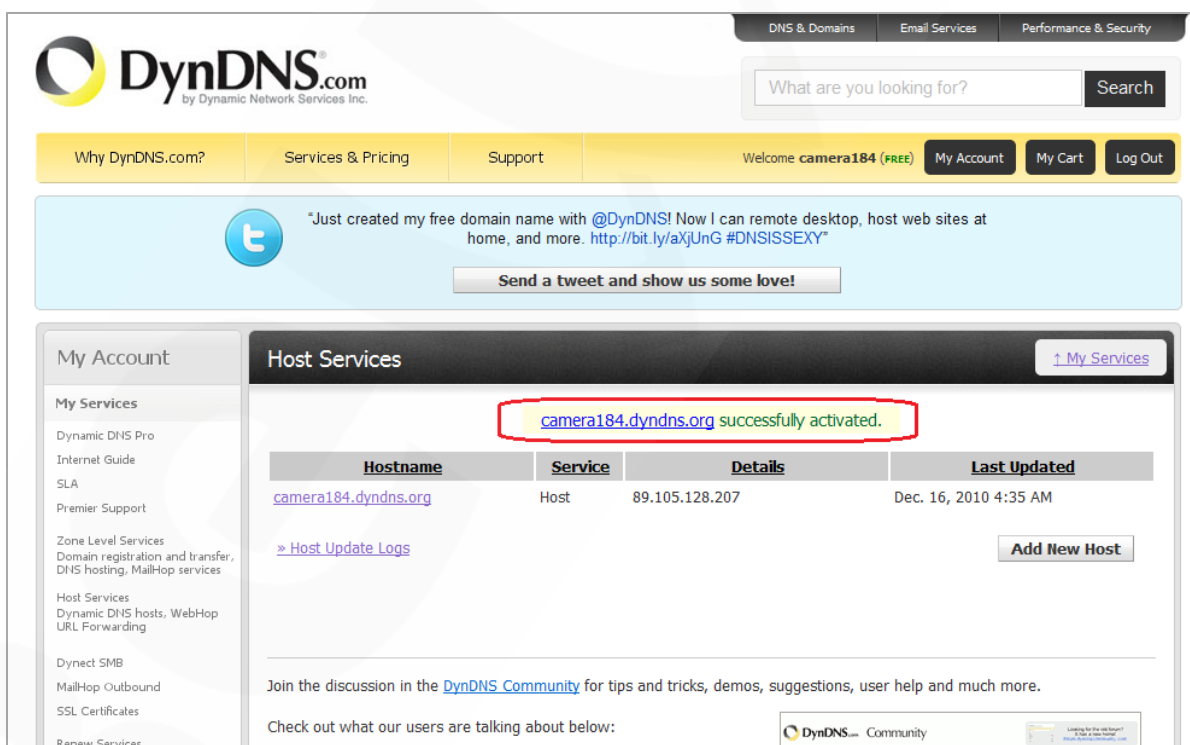 DNS & Domains Email Services Performance & Security
DynDNS.com
by Dynamic Network Services Inc.
What are you looking for? Search
Why DynDNS.com? Services & Pricing Support Welcome camera184 (FREE) My Account My Cart Log Out
“Just created my free domain name with @DynDNS! Now I can remote desktop, host web sites at
home, and more. http://bit.ly/aXjUnG #DNSISSEXY”
Send a tweet and show us some love!
My Account
My Services
Dynamic DNS Pro
Internet Guide
SLA
Premier Support
Zone Level Services
Domain registration and transfer,
DNS hosting, MailHop services
Host Services
Dynamic DNS hosts, WebHop
URL Forwarding
Dynect SMB
MailHop Outbound
SSL Certificates
Renew Services
Host Services ↑ My Services
camera184.dyndns.org successfully activated.
Hostname Service Details Last Updated
camera184.dyndns.org Host 89.105.128.207 Dec. 16, 2010 4:35 AM
» Host Update Logs Add New Host
Join the discussion in the DynDNS Community for tips and tricks, demos, suggestions, user help and much more.
Check out what our users are talking about below:
DynDNS.com Community